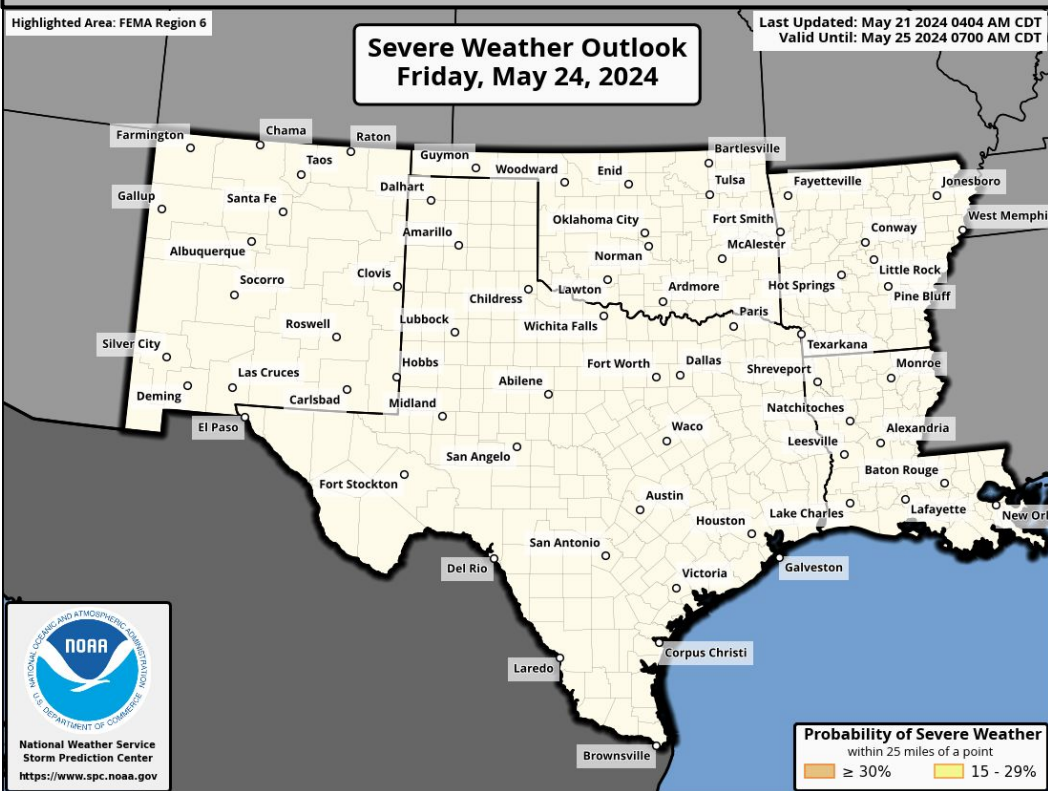 Highlighted Area: FEMA Region 6
Last Updated: May 21 2024 0404 AM CDT
Valid Until: May 25 2024 0700 AM CDT
Severe Weather Outlook
Friday, May 24, 2024
Farmington
Chama
Raton
Taos
Guymon
Woodward
Enid
Bartlesville
Tulsa
Fayetteville
Jonesboro
Gallup
Santa Fe
Dalhart
Oklahoma City
Fort Smith
West Memphi
Albuquerque
Amarillo
Norman
McAlester
Conway
Socorro
Clovis
Childress
Lawton
Ardmore
Hot Springs
Little Rock
Pine Bluff
Roswell
Lubbock
Wichita Falls
Paris
Texarkana
Silver City
Las Cruces
Hobbs
Fort Worth
Dallas
Shreveport
Monroe
Deming
Carlsbad
Midland
Abilene
Natchitoches
El Paso
San Angelo
Waco
Leesville
Alexandria
Fort Stockton
Austin
Baton Rouge
Houston
Lake Charles
Lafayette
New Orl
Del Rio
San Antonio
Victoria
Galveston
Laredo
Corpus Christi
Brownsville
NATIONAL OCEANIC AND ATMOSPHERIC ADMINISTRATION
NOAA
U.S. DEPARTMENT OF COMMERCE
National Weather Service
Storm Prediction Center
https://www.spc.noaa.gov
Probability of Severe Weather
within 25 miles of a point
≥ 30%
15 - 29%